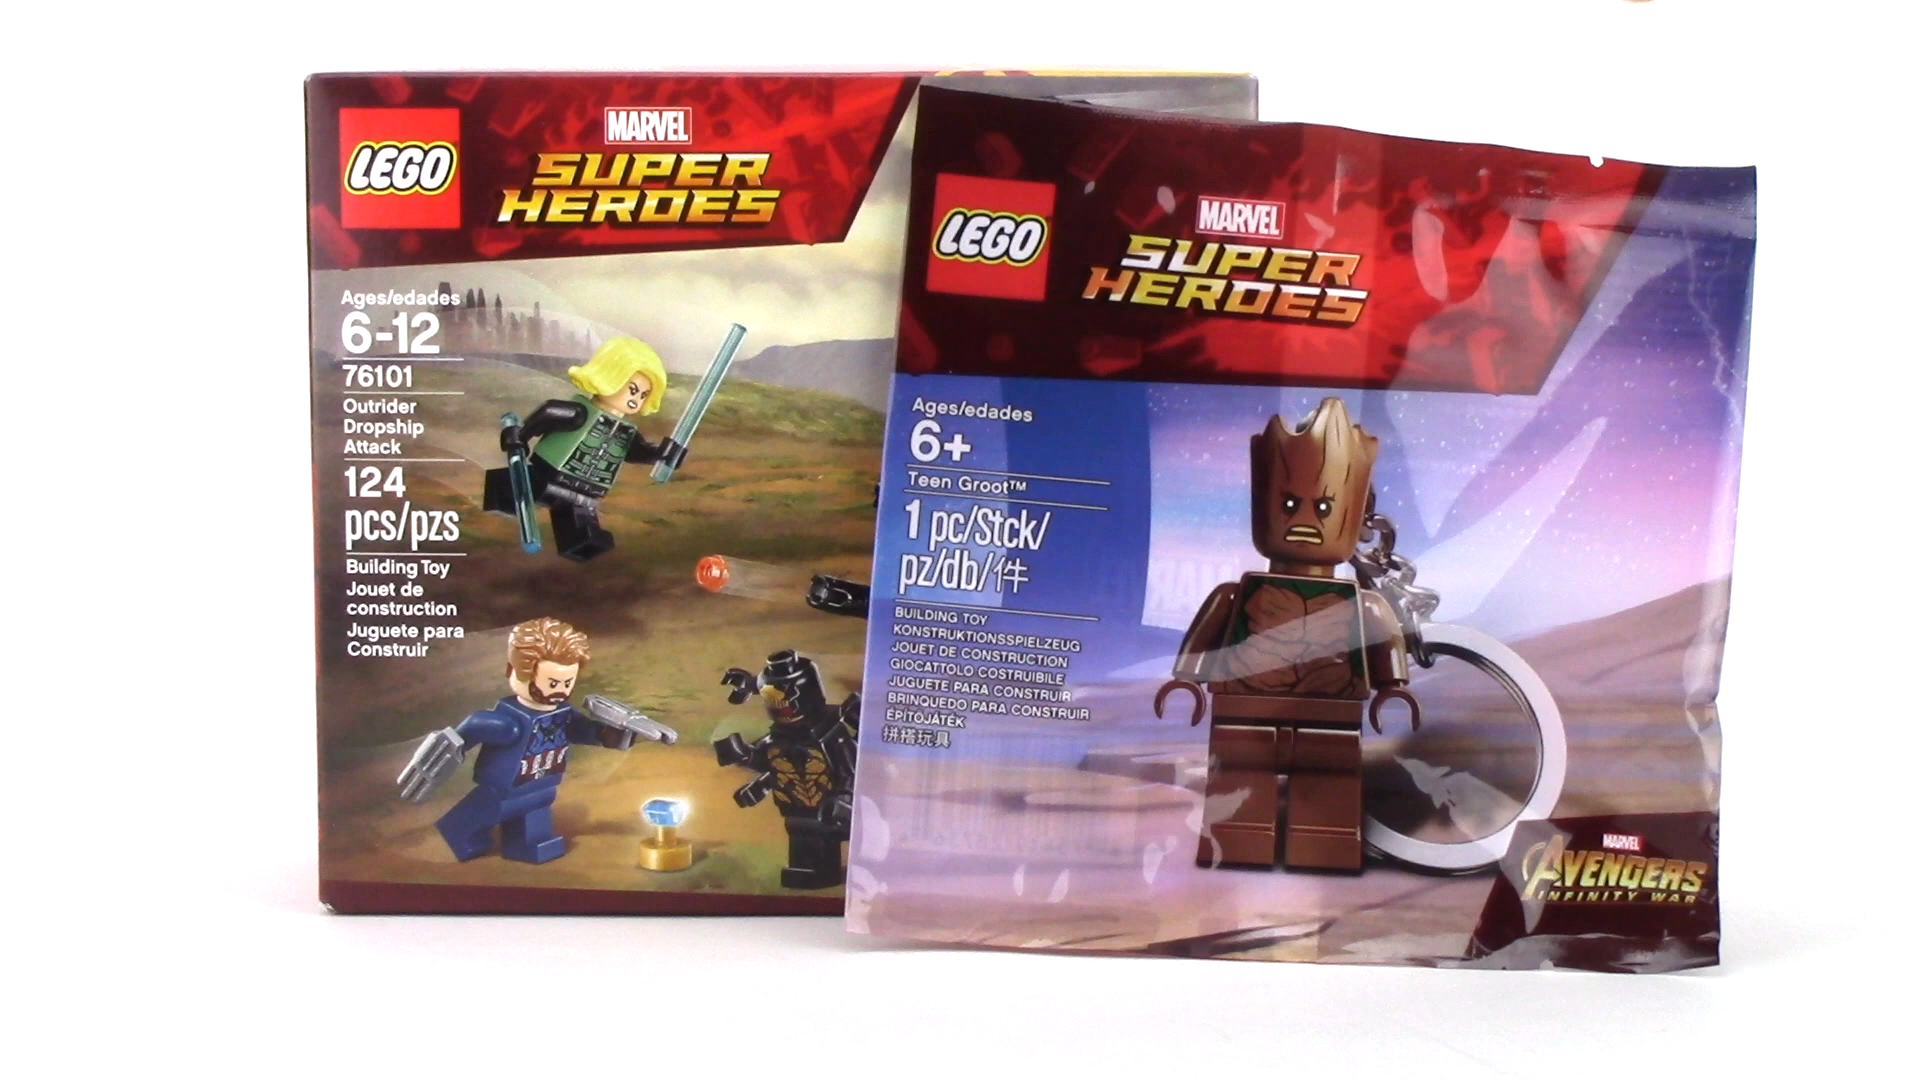 LEGO
MARVEL
SUPER
HEROES
Ages/edades
6-12
76101
Outrider
Dropship
Attack
124
pcs/pzs
Building Toy
Jouet de
construction
Juguete para
Construir
LEGO
MARVEL
SUPER
HEROES
Ages/edades
6+
Teen Groot™
1 pc/Stck/
pz/db/件
BUILDING TOY
KONSTRUKTIONSSPIELZEUG
JOUET DE CONSTRUCTION
GIOCATTOLO COSTRUIBILE
JUGUETE PARA CONSTRUIR
BRINQUEDO PARA CONSTRUIR
ÉPÍTŐJÁTÉK
拼搭玩具
MARVEL
AVENGERS
INFINITY WAR